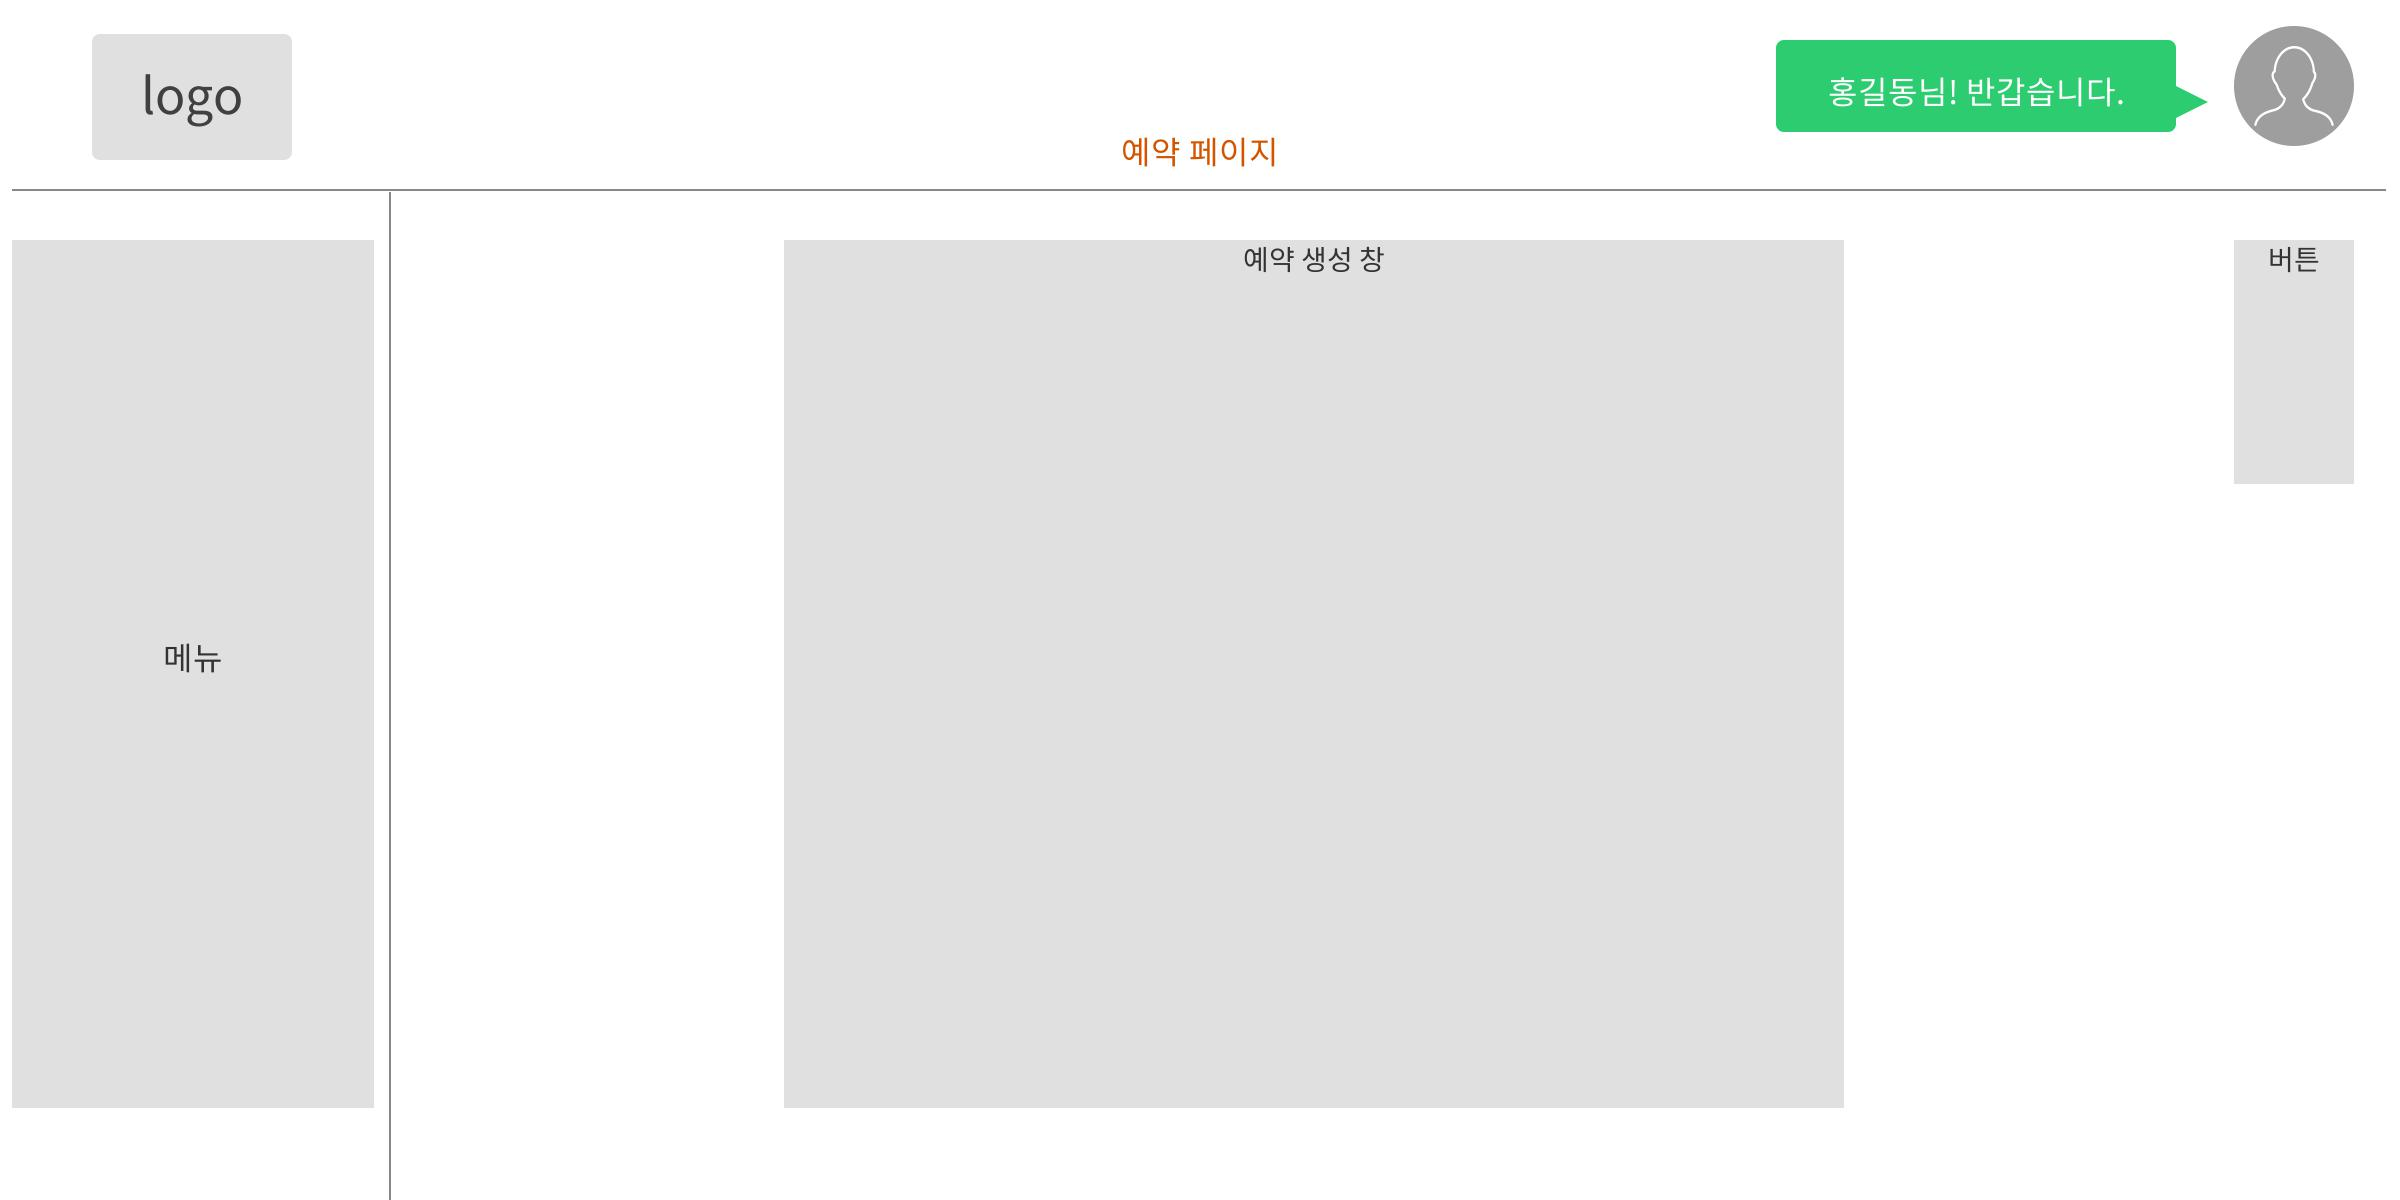 logo
홍길동님! 반갑습니다.
예약 페이지
예약 생성 창
버튼
메뉴